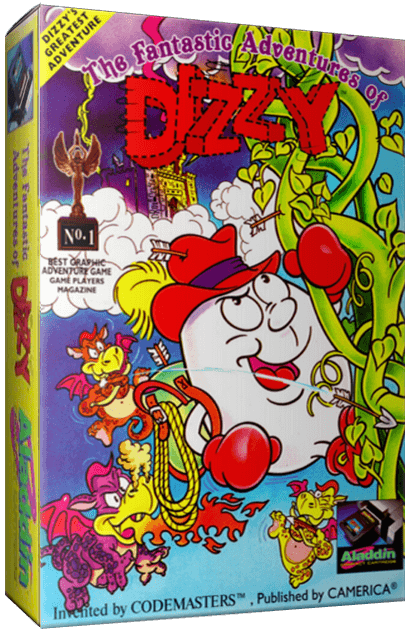 DIZZY'S
GREATEST
ADVENTURE
The Fantastic Adventures Of
DIZZY
No.1
BEST GRAPHIC
ADVENTURE GAME
GAME PLAYERS
MAGAZINE
The Fantastic
Adventures of
DIZZY
Aladdin
Aladdin
Invented by CODEMASTERS™, Published by CAMERICA®